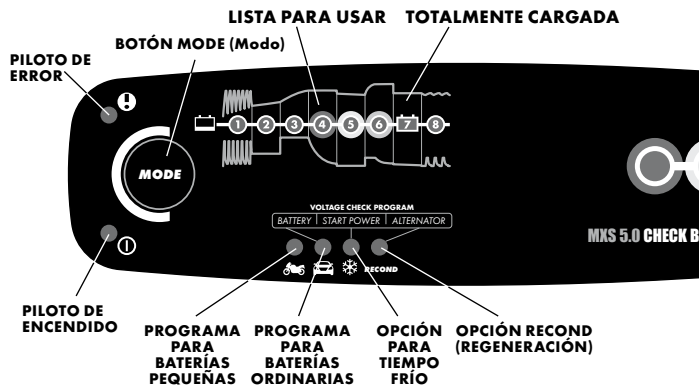 LISTA PARA USAR
TOTALMENTE CARGADA
BOTÓN MODE (Modo)
PILOTO DE
ERROR
1 2 3 4 5 6 7 8
MODE
VOLTAGE CHECK PROGRAM
BATTERY | START POWER | ALTERNATOR
RECOND
MXS 5.0 CHECK B
PILOTO DE
ENCENDIDO
PROGRAMA
PARA
BATERÍAS
PEQUEÑAS
PROGRAMA
PARA
BATERÍAS
ORDINARIAS
OPCIÓN
PARA
TIEMPO
FRÍO
OPCIÓN RECOND
(REGENERACIÓN)